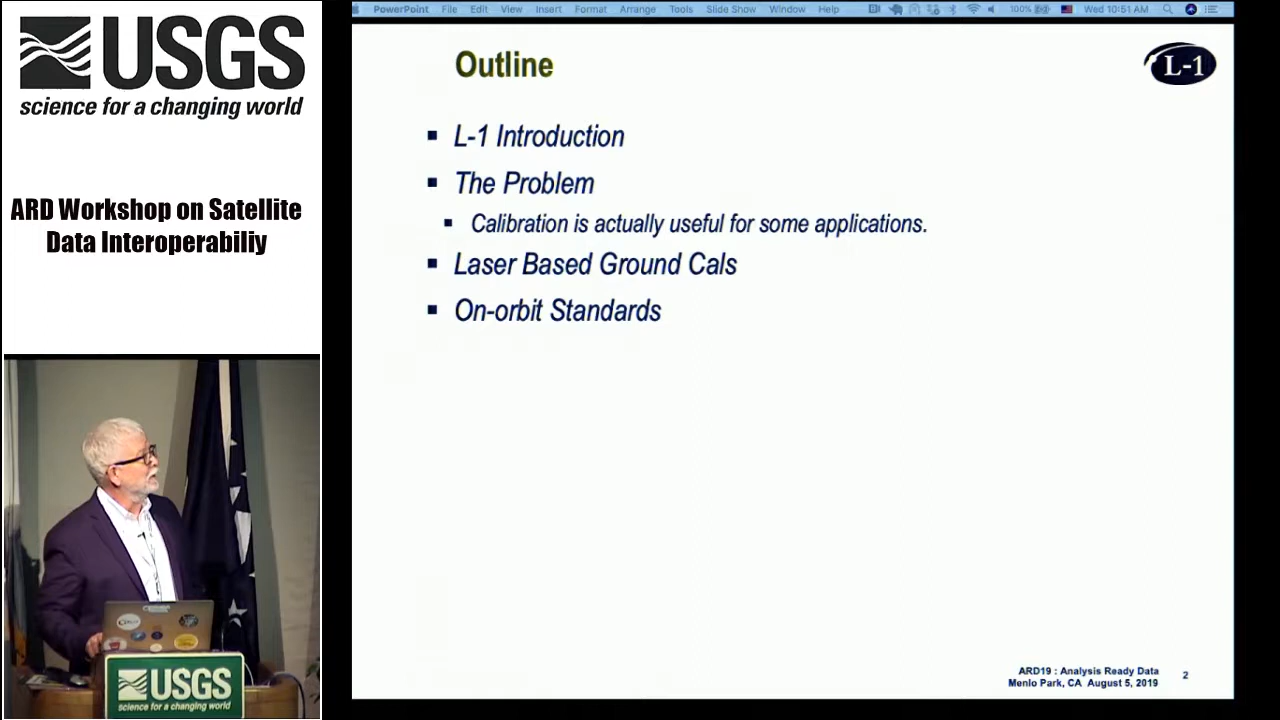 USGS
science for a changing world
ARD Workshop on Satellite
Data Interoperabiliy
PowerPoint File Edit View Insert Format Arrange Tools Slide Show Window Help 100% Wed 10:51 AM
Outline
L-1
L-1 Introduction
The Problem
Calibration is actually useful for some applications.
Laser Based Ground Cals
On-orbit Standards
ARD19 : Analysis Ready Data
Menlo Park, CA August 5, 2019
2
USGS
science for a changing world